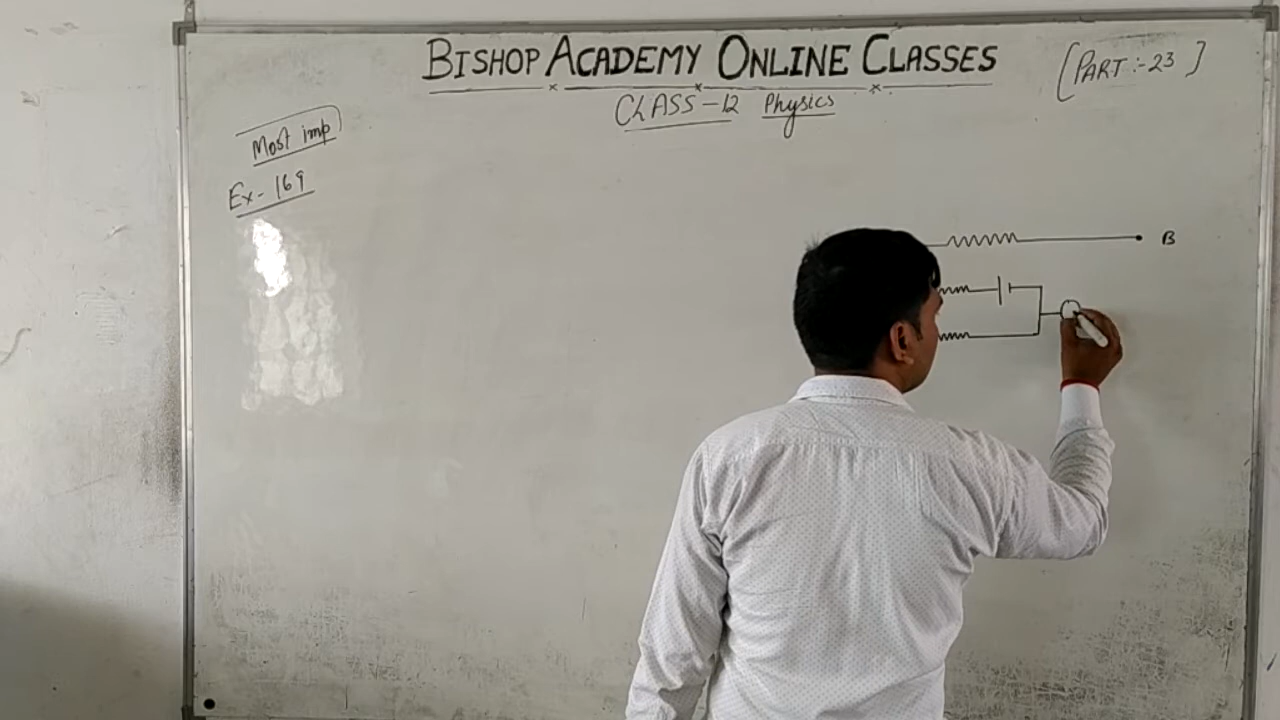 BISHOP ACADEMY ONLINE CLASSES
[PART:-23]
CLASS-12 Physics
Most imp
Ex-169
B